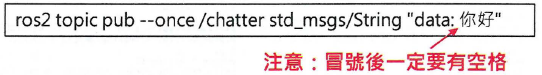 ros2 topic pub --once /chatter std_msgs/String "data: 你好"
注意：冒號後一定要有空格